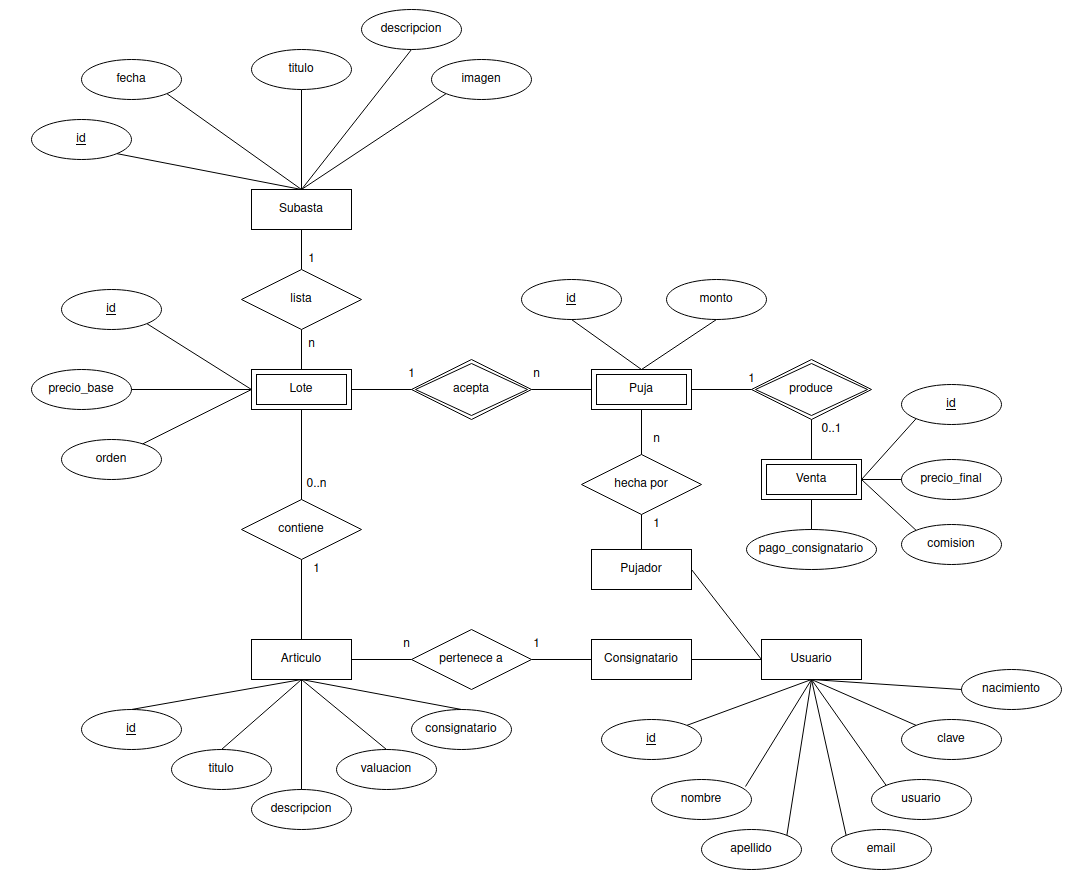 descripcion
titulo
fecha
imagen
id
Subasta
1
lista
id
n
precio_base
Lote
1
acepta
n
id
monto
Puja
1
produce
id
0..1
orden
n
hecha por
Venta
precio_final
0..n
contiene
1
pago_consignatario
comision
1
Pujador
Articulo
n
pertenece a
1
Consignatario
Usuario
nacimiento
id
consignatario
id
clave
titulo
valuacion
descripcion
nombre
usuario
apellido
email